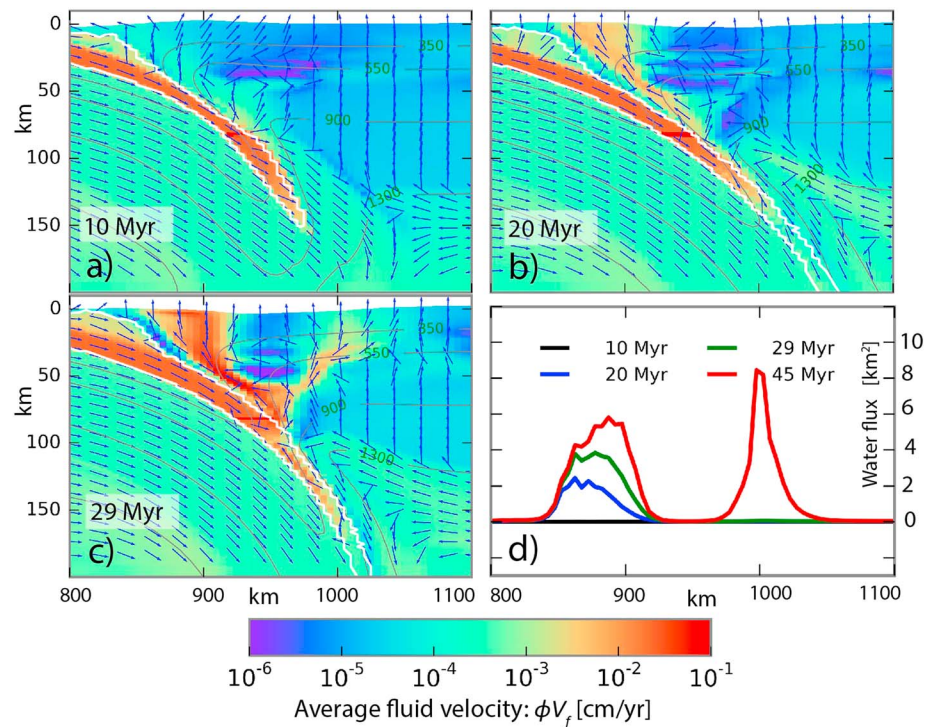 0
50
100
150
km
350
550
900
1300
10 Myr
a)
350
550
900
1300
20 Myr
b)
0
50
100
150
km
350
550
900
1300
29 Myr
c)
10 Myr
20 Myr
29 Myr
45 Myr
10
8
6
4
2
0
Water flux [km²]
d)
800 900 km 1000 1100
800 900 1000 1100
km
10⁻⁶ 10⁻⁵ 10⁻⁴ 10⁻³ 10⁻² 10⁻¹
Average fluid velocity: ϕV_f [cm/yr]